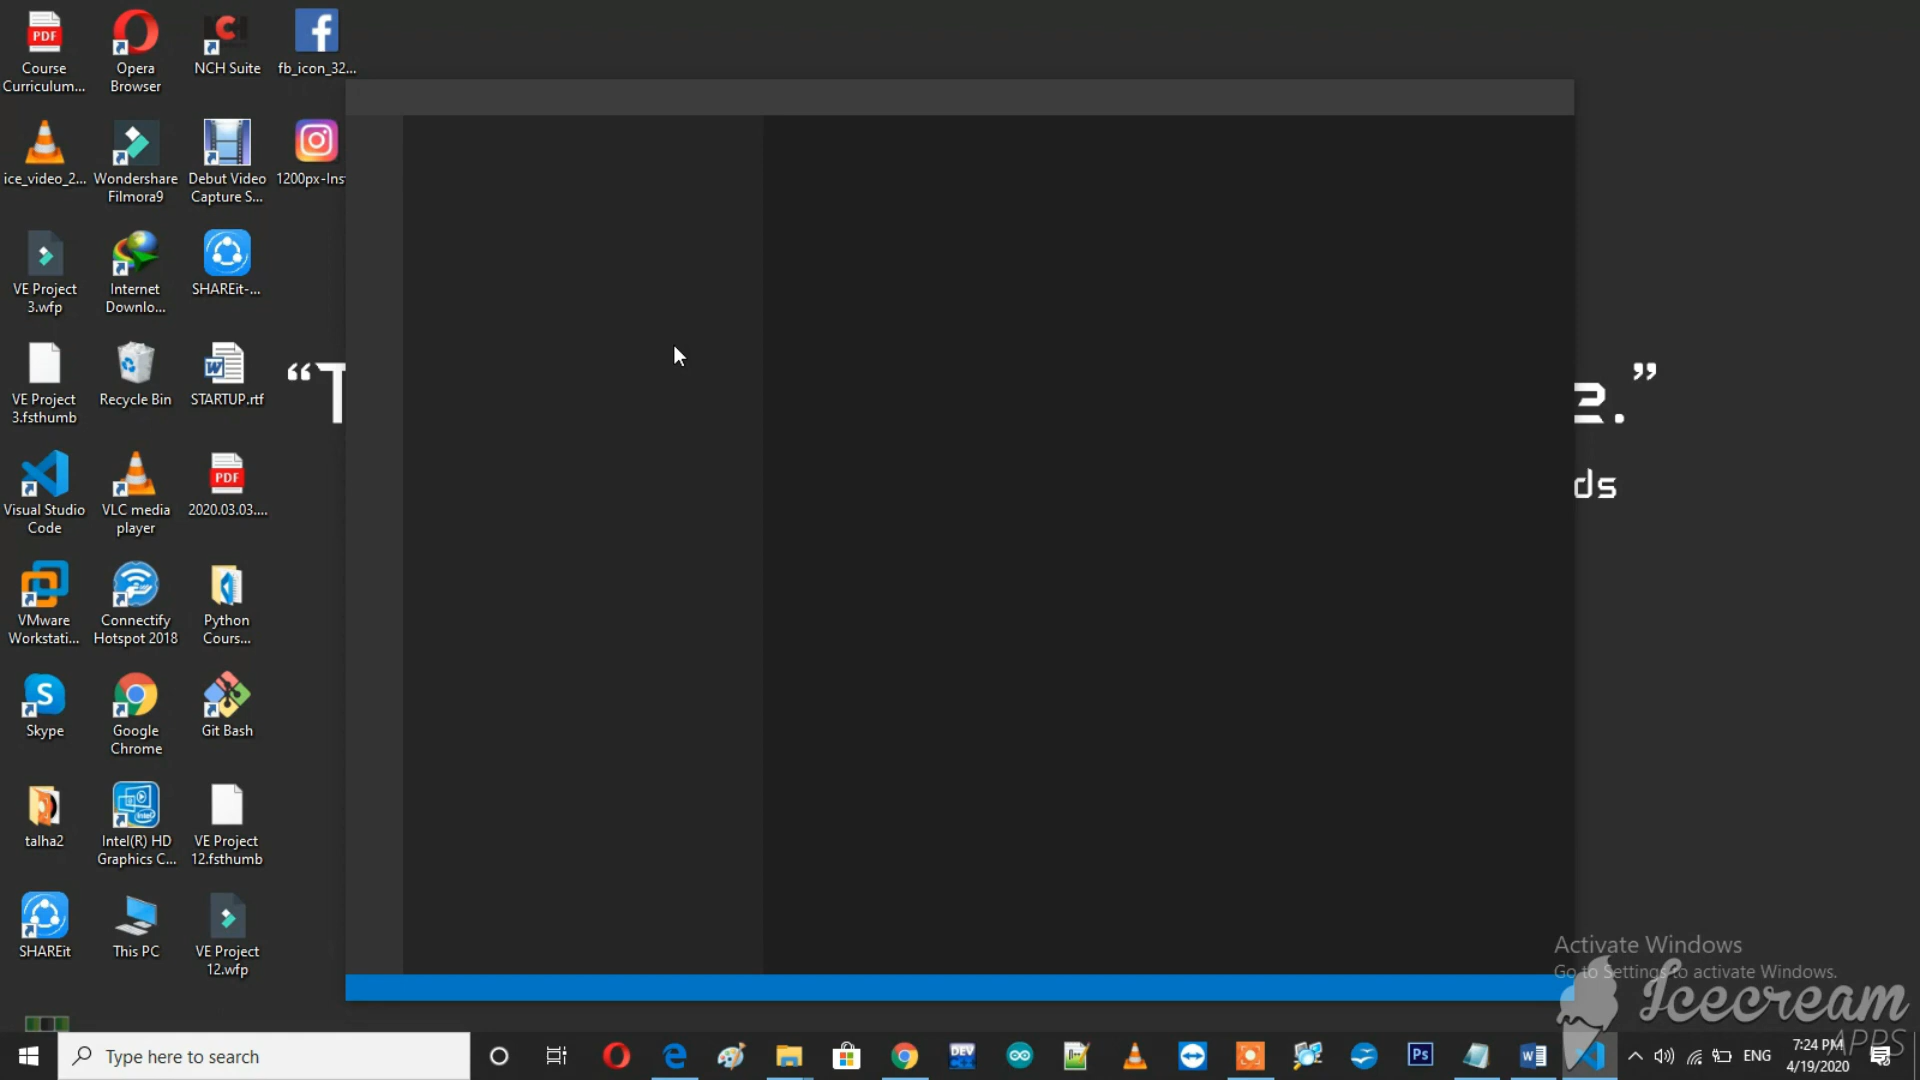 PDF
Course
Curriculum...
Opera
Browser
NCH Suite
fb_icon_32...
ice_video_2...
Wondershare
Filmora9
Debut Video
Capture S...
1200px-Ins
VE Project
3.wfp
Internet
Downlo...
SHAREit-...
VE Project
3.fsthumb
Recycle Bin
STARTUP.rtf
“T
e.”
ds
Visual Studio
Code
VLC media
player
PDF
2020.03.03....
VMware
Workstati...
Connectify
Hotspot 2018
Python
Cours...
Skype
Google
Chrome
Git Bash
talha2
Intel(R) HD
Graphics C...
VE Project
12.fsthumb
SHAREit
This PC
VE Project
12.wfp
Activate Windows
Go to Settings to activate Windows.
Icecream
APPS
Type here to search
DEV
Ps
ENG
7:24 PM
4/19/2020